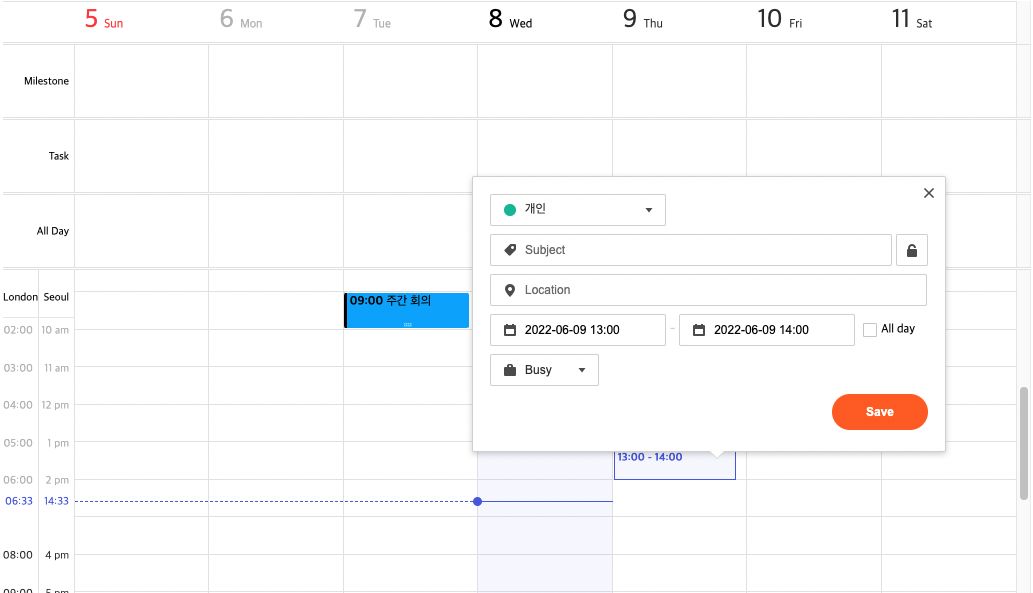 5 Sun 6 Mon 7 Tue 8 Wed 9 Thu 10 Fri 11 Sat
Milestone
Task
All Day
개인
Subject
Location
2022-06-09 13:00 - 2022-06-09 14:00 All day
Busy
Save
London Seoul
09:00 주간 회의
02:00 10 am
03:00 11 am
04:00 12 pm
05:00 1 pm
13:00 - 14:00
06:00 2 pm
06:33 14:33
08:00 4 pm
09:00 5 pm